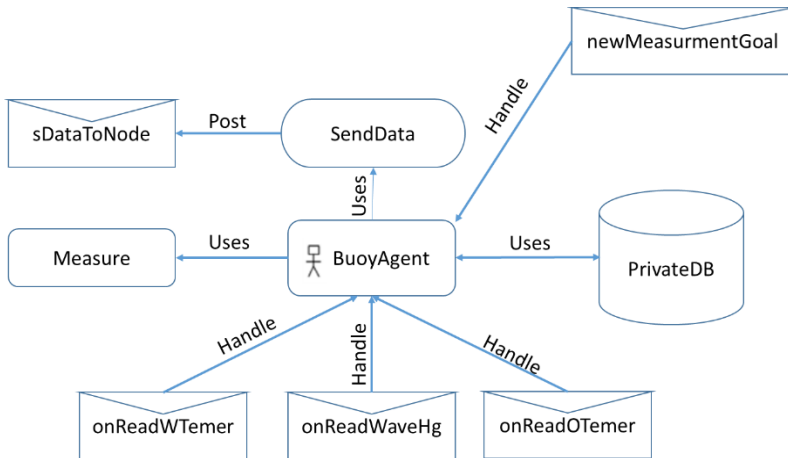 newMeasurmentGoal
Handle
sDataToNode
Post
SendData
Uses
Measure
Uses
BuoyAgent
Uses
PrivateDB
Handle
Handle
Handle
onReadWTemer
onReadWaveHg
onReadOTemer